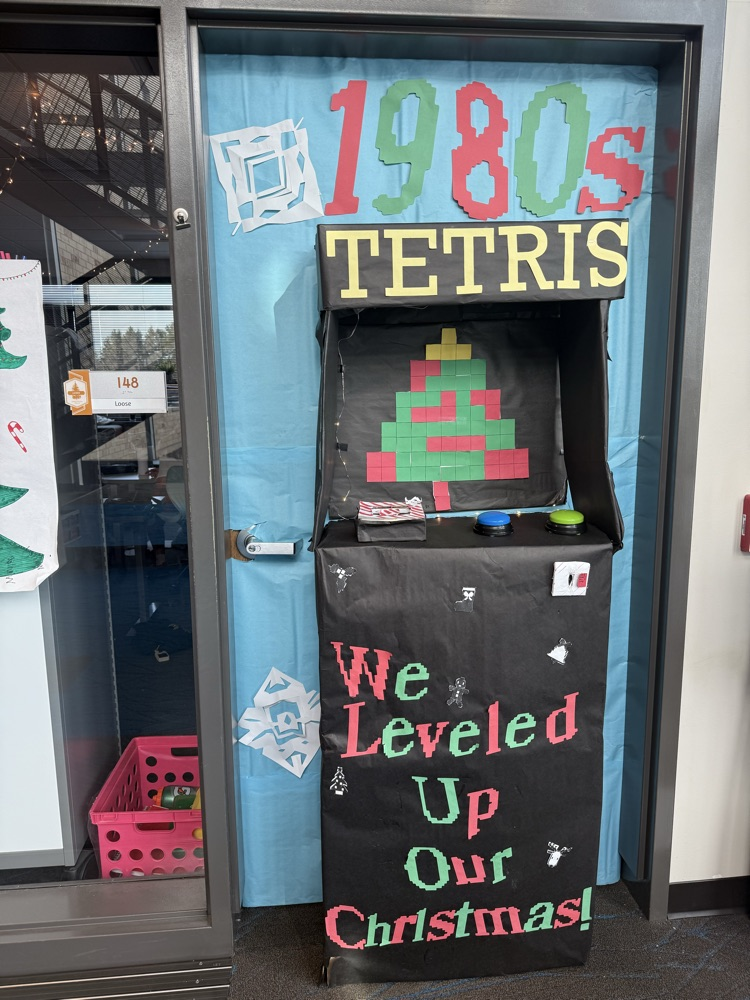 1980s
TETRIS
148
Loose
We
Leveled
Up
Our
Christmas!